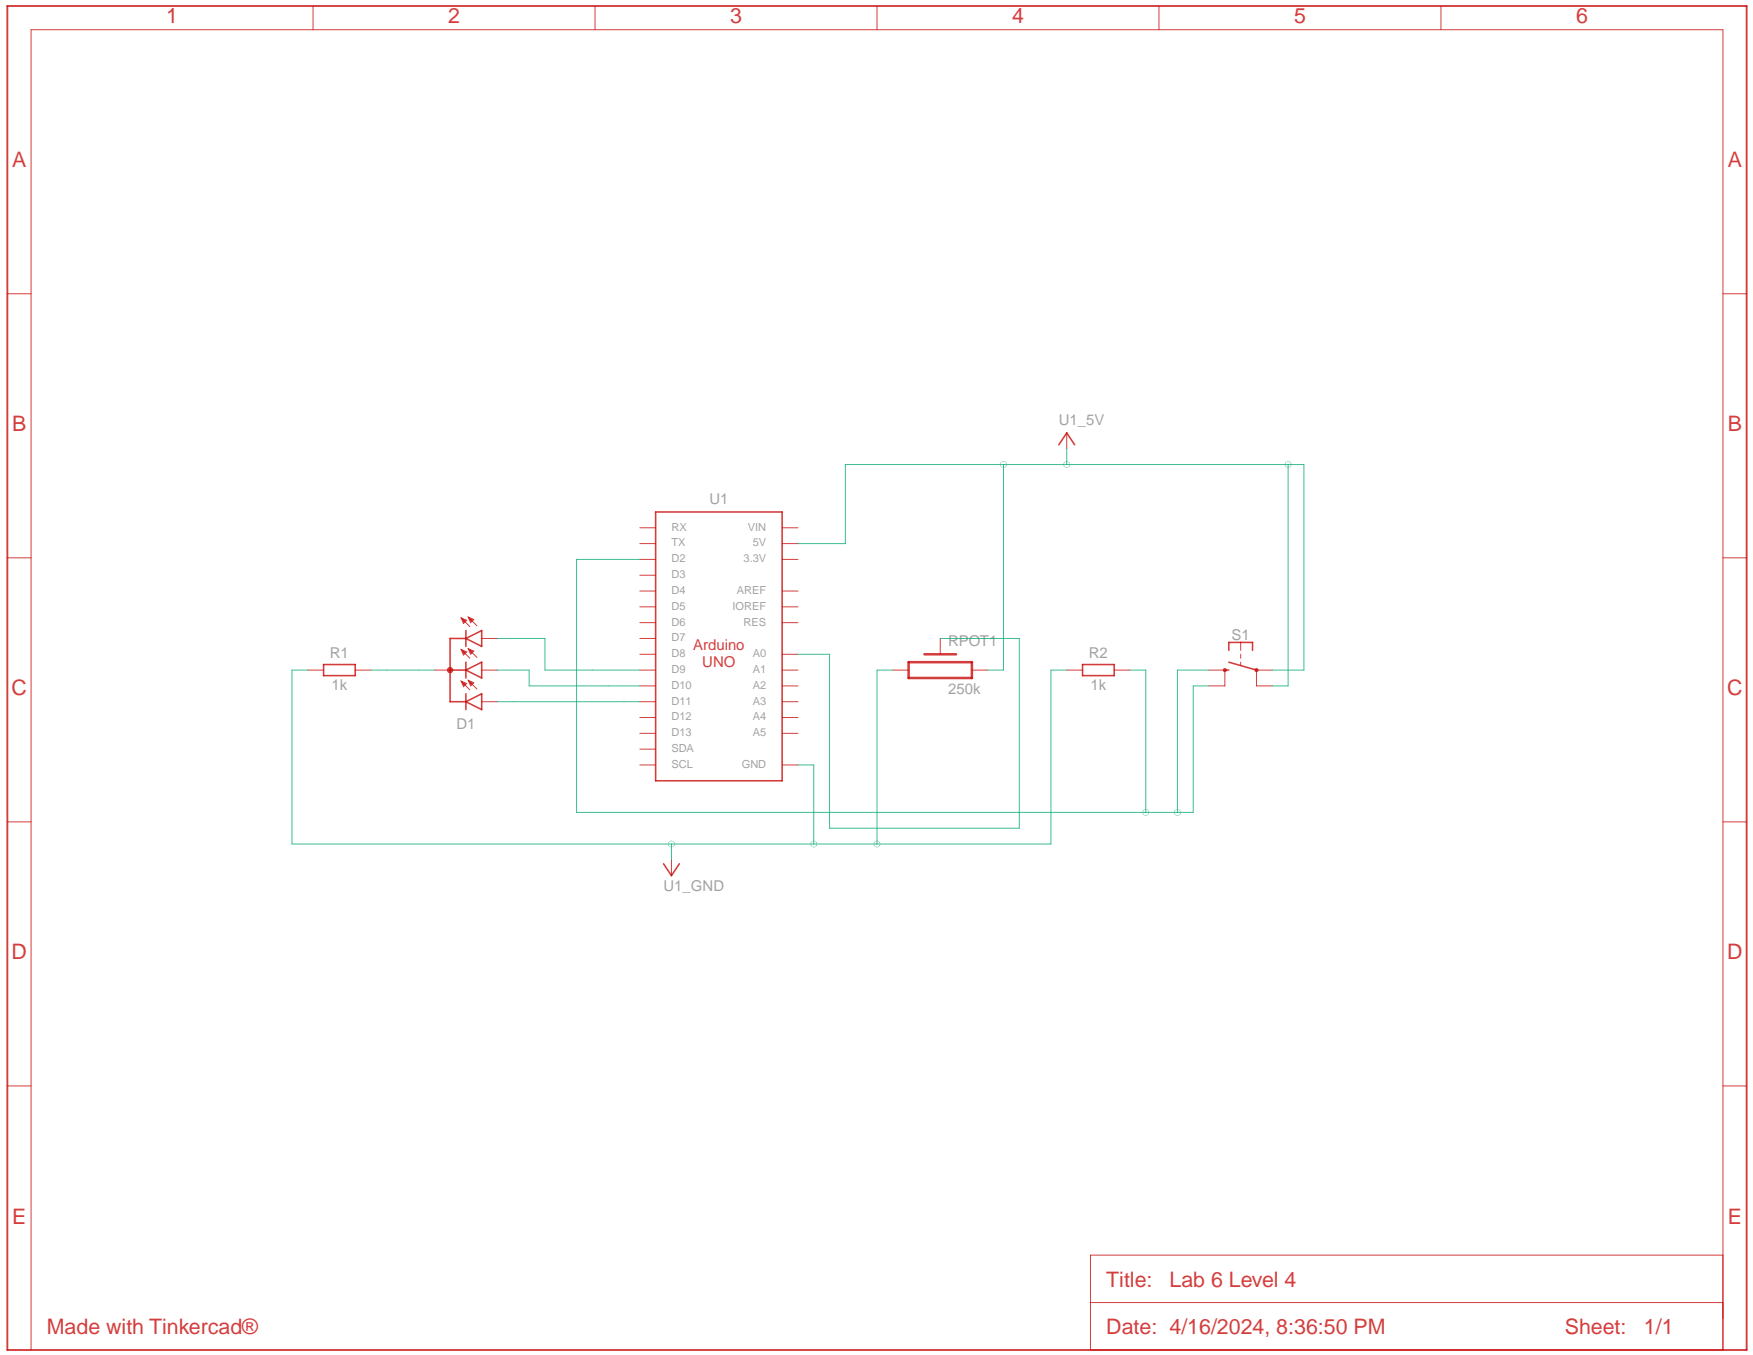 1 2 3 4 5 6
A A
B B
U1_5V
U1
RX VIN
TX 5V
D2 3.3V
D3
D4 AREF
D5 IOREF
D6 RES
D7
Arduino
UNO
D8 A0
D9 A1
D10 A2
D11 A3
D12 A4
D13 A5
SDA
SCL GND
R1
1k
D1
RPOT1
250k
R2
1k
S1
C C
U1_GND
D D
E E
Title: Lab 6 Level 4
Date: 4/16/2024, 8:36:50 PM Sheet: 1/1
Made with Tinkercad®